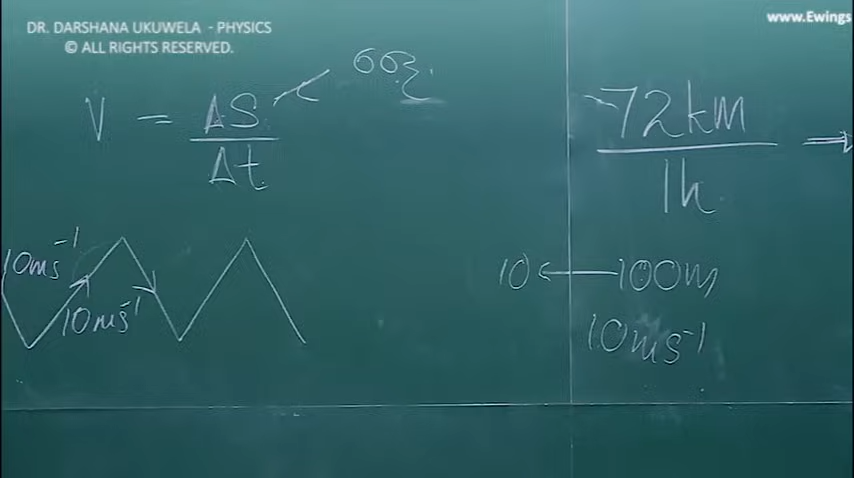 DR. DARSHANA UKUWELA - PHYSICS
© ALL RIGHTS RESERVED.
www.Ewings
V = ΔS / Δt
72km / 1h ⇒
10ms⁻¹
10ms⁻¹
10 ← 100m
10ms⁻¹